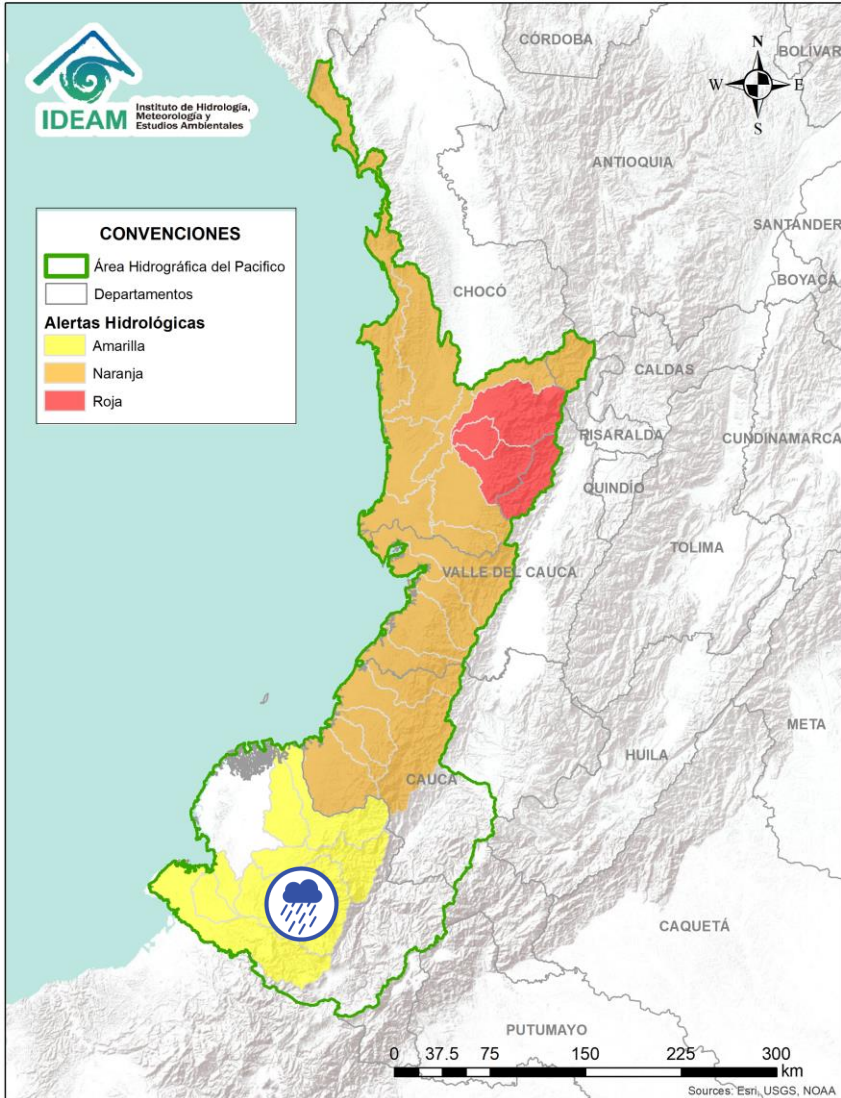 IDEAM
Instituto de Hidrología,
Meteorología y
Estudios Ambientales
CÓRDOBA
BOLÍVAR
N
W
E
S
ANTIOQUIA
SANTANDER
BOYACÁ
CONVENCIONES
Área Hidrográfica del Pacifico
Departamentos
Alertas Hidrológicas
Amarilla
Naranja
Roja
CHOCÓ
CALDAS
RISARALDA
CUNDINAMARCA
QUINDÍO
TOLIMA
VALLE DEL CAUCA
META
HUILA
CAUCA
CAQUETÁ
PUTUMAYO
0 37.5 75 150 225 300
km
Sources: Esri, USGS, NOAA